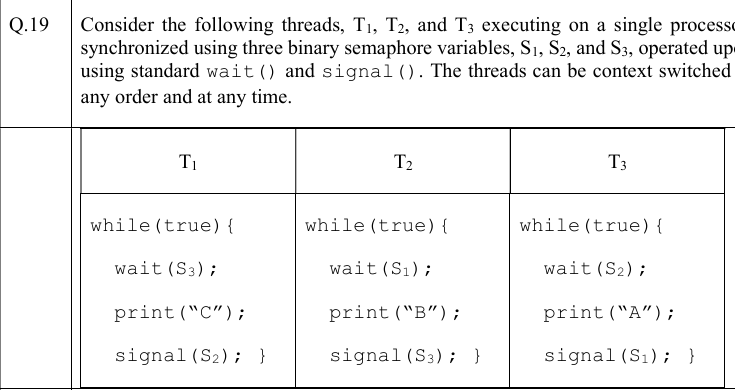 Q.19 Consider the following threads, T₁, T₂, and T₃ executing on a single
synchronized using three binary semaphore variables, S₁, S₂, and S₃, operated
using standard wait() and signal(). The threads can be context switched
any order and at any time.
T₁ T₂ T₃
while(true){ while(true){ while(true){
wait(S₃); wait(S₁); wait(S₂);
print(“C”); print(“B”); print(“A”);
signal(S₂); } signal(S₃); } signal(S₁); }